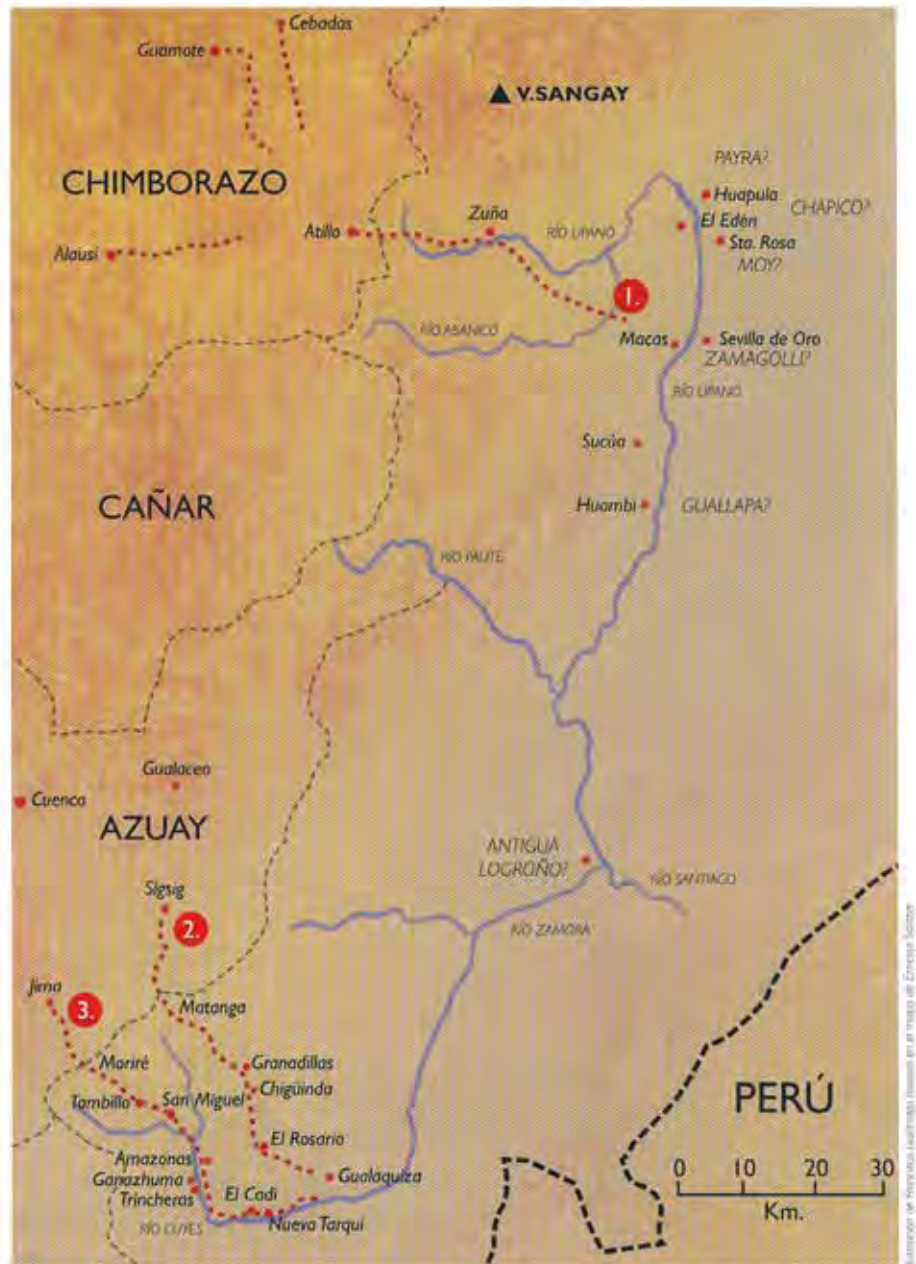 Cebadas
Guamote
V. SANGAY
PAYRA?
CHIMBORAZO
Huapula
CHAPICO?
Zuña
El Edén
Atillo
RÍO UPANO
Sta. Rosa
Alausí
MOY?
1.
RÍO ABANICO
Macas
Sevilla de Oro
ZAMAGOLLI?
RÍO UPANO
Sucúa
CAÑAR
Huambi
GUALLAPA?
RÍO PAUTE
Gualaceo
Cuenca
AZUAY
ANTIGUA
LOGROÑO?
RÍO SANTIAGO
Sigsig
2.
RÍO ZAMORA
Jima
3.
Matanga
Mariré
Granadillas
PERÚ
Tambillo
San Miguel
Chigüinda
El Rosario
0 10 20 30
Km.
Amazonas
Gualaquiza
Ganazhuma
El Cadi
Trincheras
Nueva Tarqui
RÍO CUYES